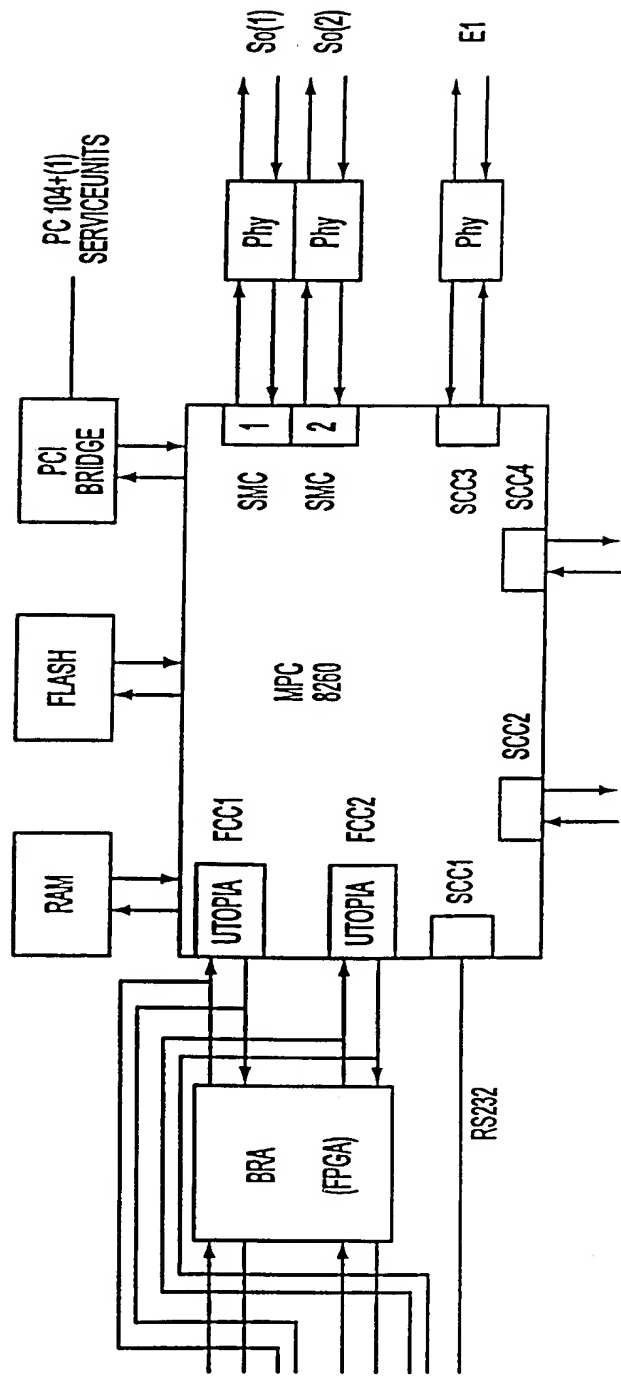 PC 104+(1)
SERVICEUNITS
RAM
FLASH
PCI
BRIDGE
BRA
(FPGA)
UTOPIA
FCC1
UTOPIA
FCC2
MPC
8260
SMC
1
SMC
2
Phy
Phy
So(1)
So(2)
SCC3
Phy
E1
RS232
SCC1
SCC2
SCC4